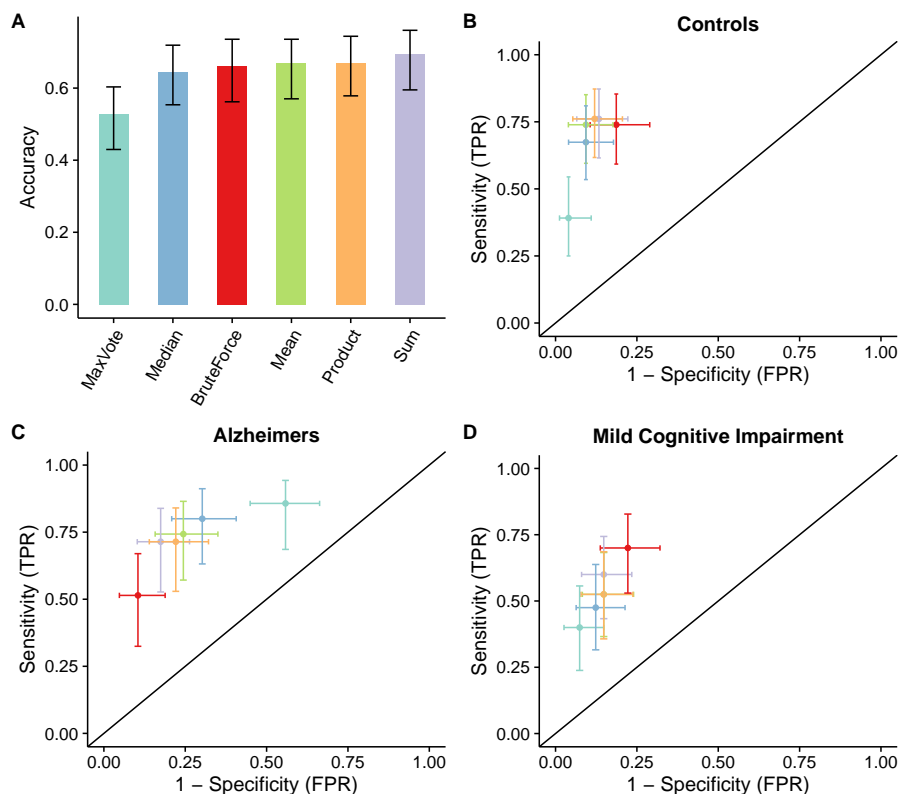 A
Accuracy
0.6
0.4
0.2
0.0
MaxVote
Median
BruteForce
Mean
Product
Sum
B
Controls
Sensitivity (TPR)
1.00
0.75
0.50
0.25
0.00
0.00 0.25 0.50 0.75 1.00
1 − Specificity (FPR)
C
Alzheimers
Sensitivity (TPR)
1.00
0.75
0.50
0.25
0.00
0.00 0.25 0.50 0.75 1.00
1 − Specificity (FPR)
D
Mild Cognitive Impairment
Sensitivity (TPR)
1.00
0.75
0.50
0.25
0.00
0.00 0.25 0.50 0.75 1.00
1 − Specificity (FPR)